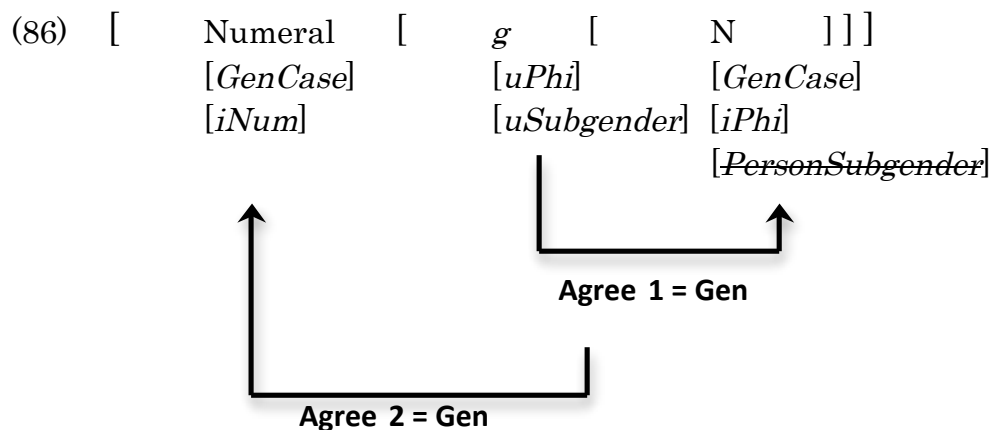 (86) [ Numeral [ g [ N ] ] ]
[GenCase] [uPhi] [GenCase]
[iNum] [uSubgender] [iPhi]
[PersonSubgender]
Agree 1 = Gen
Agree 2 = Gen